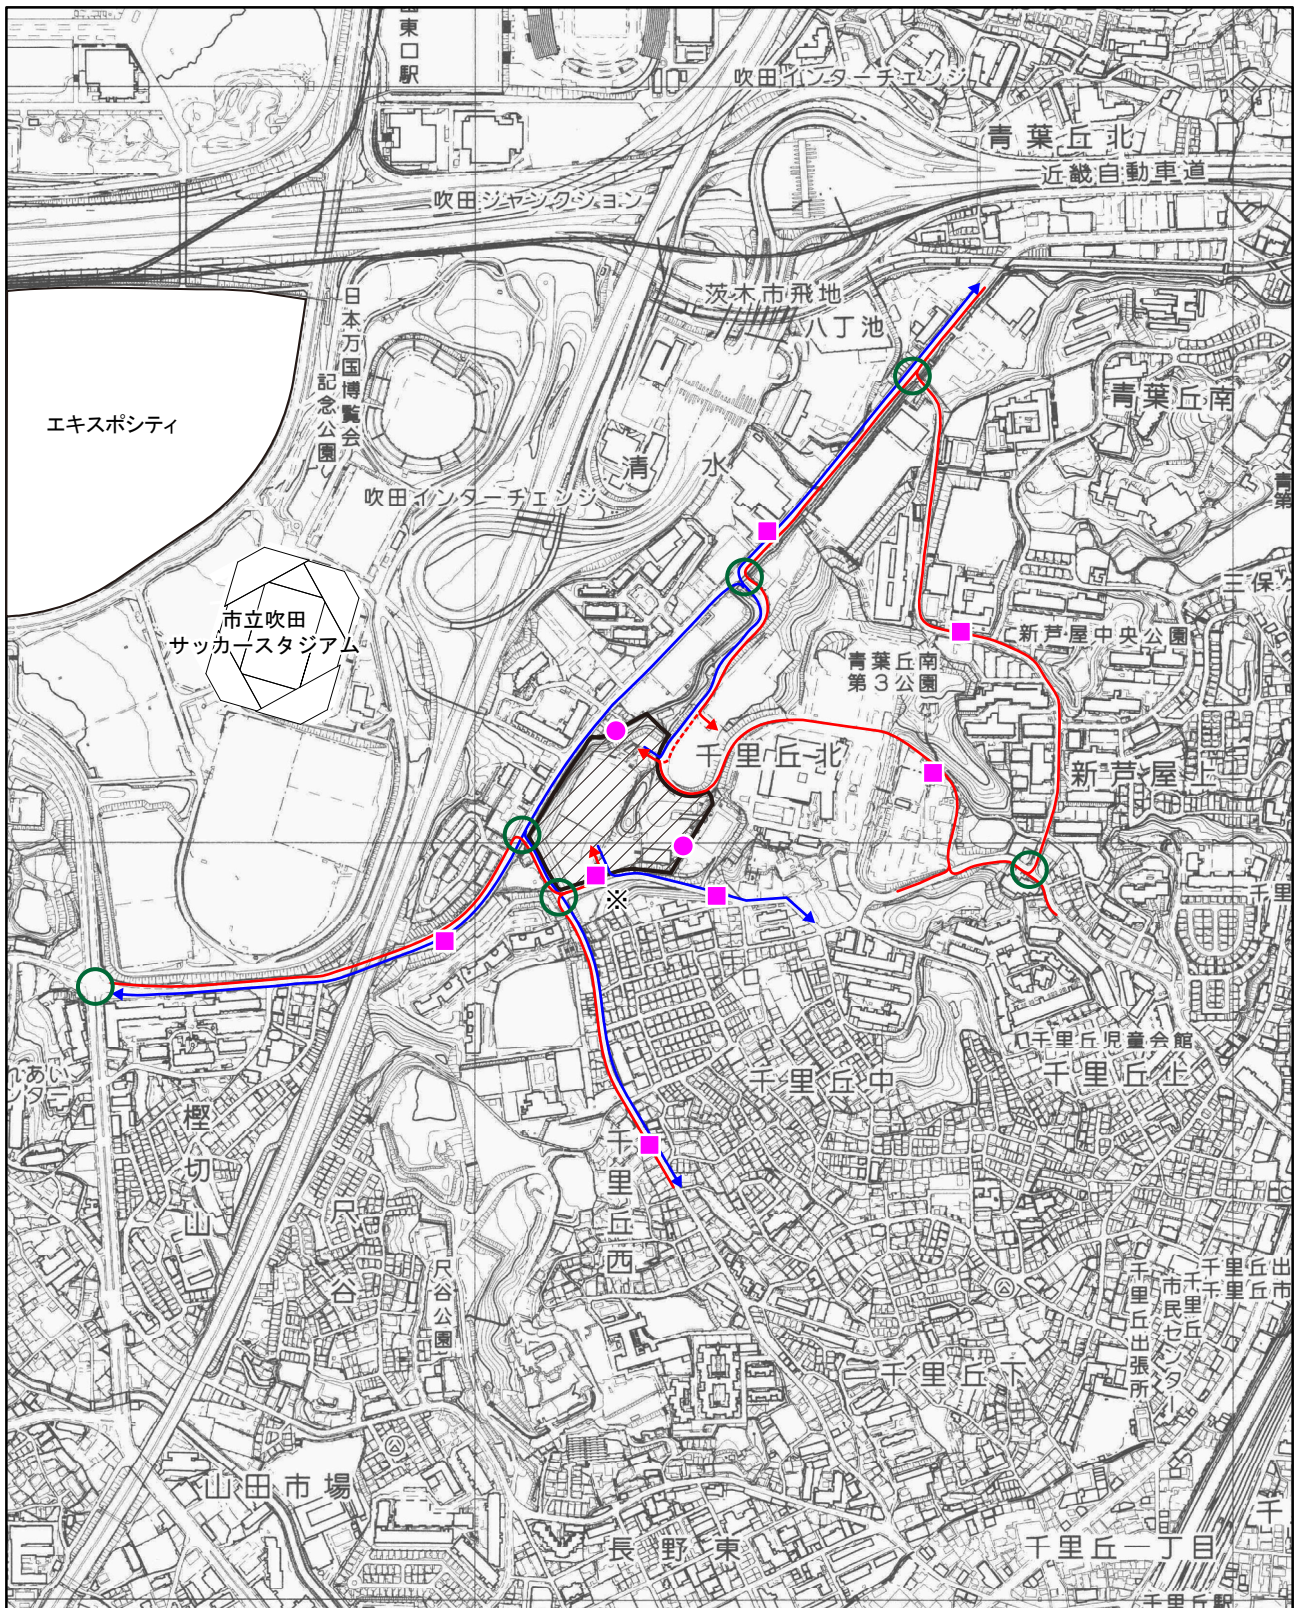 東口駅
吹田インターチェンジ
青葉丘北
近畿自動車道
吹田ジャンクション
茨木市飛地
八丁池
日本万国博覧会
記念公園
エキスポシティ
青葉丘南
清水
吹田インターチェンジ
市立吹田
サッカースタジアム
三保
新芦屋中央公園
青葉丘南
第3公園
千里丘北
新芦屋上
※
千里丘児童会館
千里丘中
千里丘上
樫切山
千里丘西
尺谷
尺谷公園
千里丘出張所
千里丘
市民センター
千里丘下
山田市場
長野東
千里丘一丁目
千里丘駅